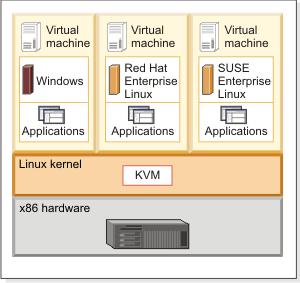 Virtual
machine
Virtual
machine
Virtual
machine
Windows
Red Hat
Enterprise
Linux
SUSE
Enterprise
Linux
Applications
Applications
Applications
Linux kernel
KVM
x86 hardware